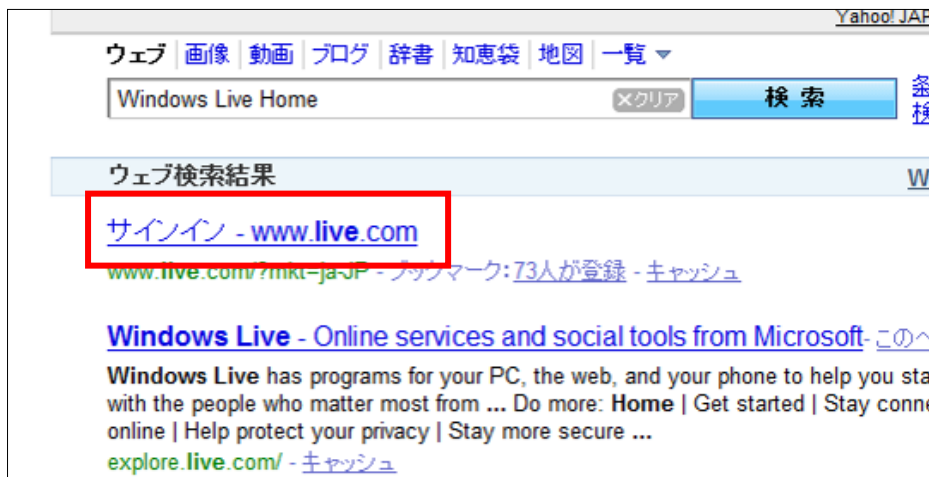 Yahoo! JAP
ウェブ 画像 動画 ブログ 辞書 知恵袋 地図 一覧
Windows Live Home ×クリア 検索
ウェブ検索結果 W
サインイン - www.live.com
www.live.com/?mkt=ja-JP - ブックマーク:73人が登録 - キャッシュ
Windows Live - Online services and social tools from Microsoft- このペ
Windows Live has programs for your PC, the web, and your phone to help you sta
with the people who matter most from ... Do more: Home | Get started | Stay conne
online | Help protect your privacy | Stay more secure ...
explore.live.com/ - キャッシュ